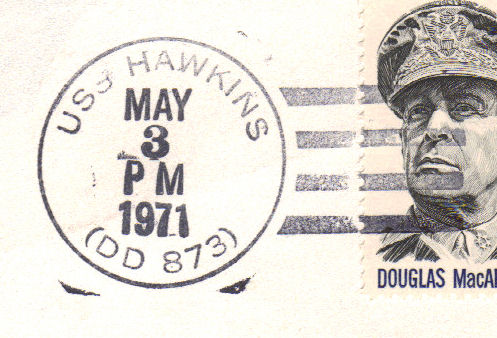 USS HAWKINS
MAY
3
PM
1971
(DD 873)
DOUGLAS MacA